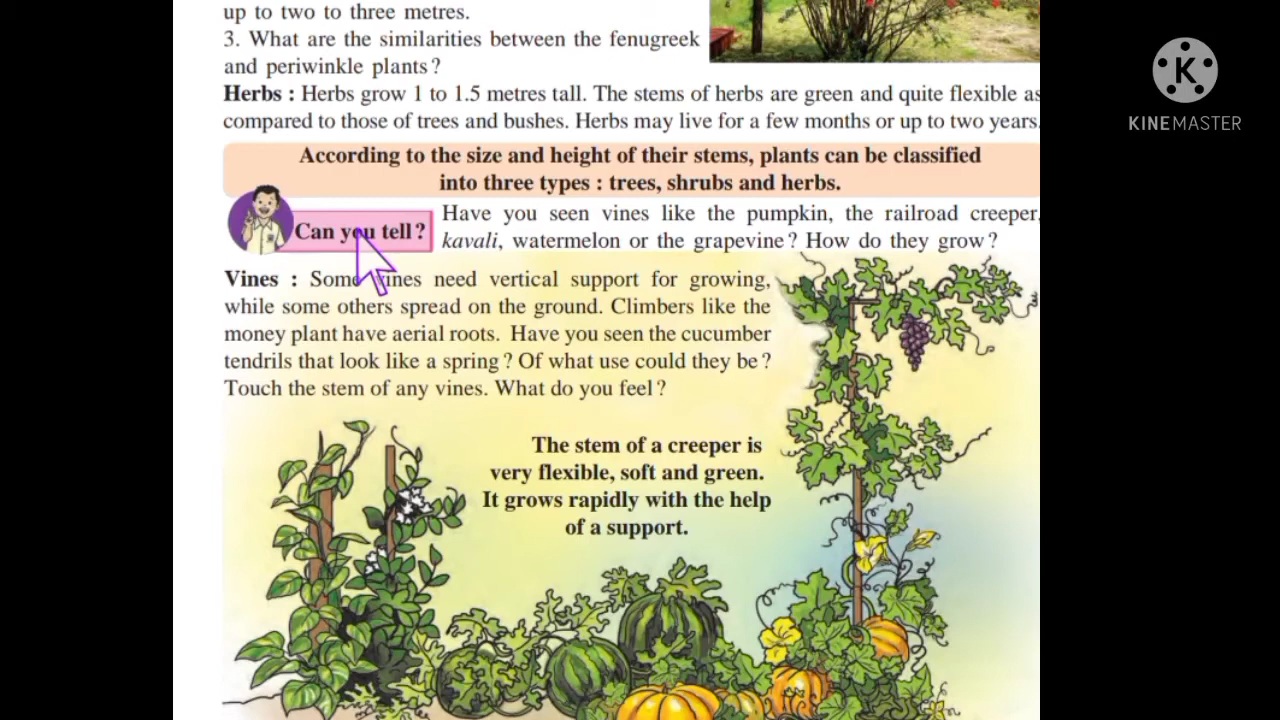 up to two to three metres.
3. What are the similarities between the fenugreek
and periwinkle plants?
Herbs : Herbs grow 1 to 1.5 metres tall. The stems of herbs are green and quite flexible as
compared to those of trees and bushes. Herbs may live for a few months or up to two years.
According to the size and height of their stems, plants can be classified
into three types : trees, shrubs and herbs.
Can you tell?
Have you seen vines like the pumpkin, the railroad creeper,
kavali, watermelon or the grapevine? How do they grow?
Vines : Some vines need vertical support for growing,
while some others spread on the ground. Climbers like the
money plant have aerial roots. Have you seen the cucumber
tendrils that look like a spring? Of what use could they be?
Touch the stem of any vines. What do you feel?
The stem of a creeper is
very flexible, soft and green.
It grows rapidly with the help
of a support.
K
KINEMASTER